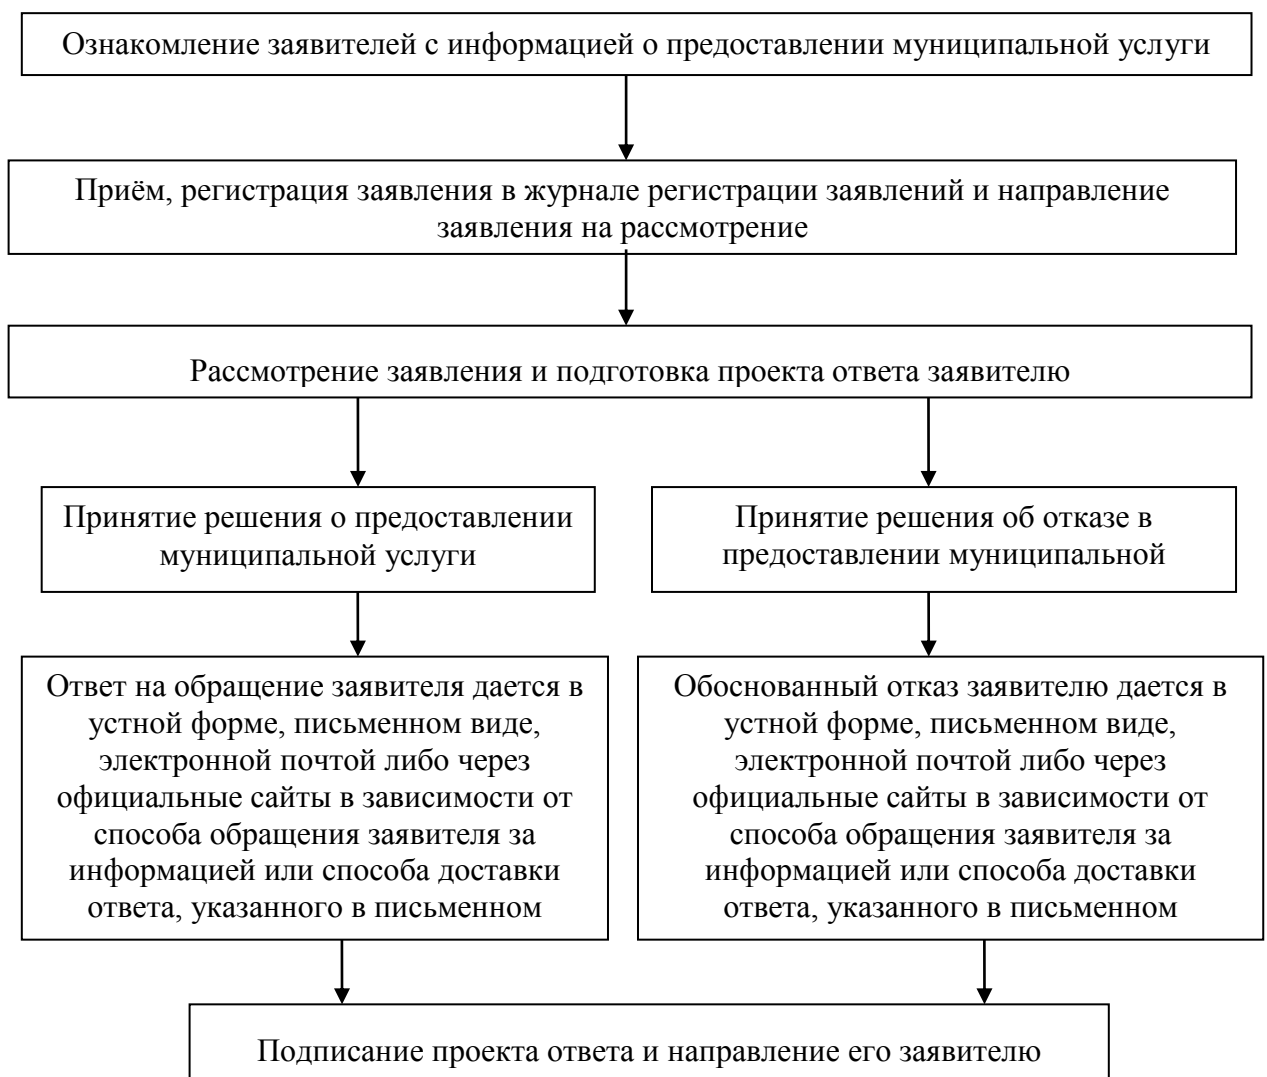 Ознакомление заявителей с информацией о предоставлении муниципальной услуги
Приём, регистрация заявления в журнале регистрации заявлений и направление
заявления на рассмотрение
Рассмотрение заявления и подготовка проекта ответа заявителю
Принятие решения о предоставлении
муниципальной услуги
Принятие решения об отказе в
предоставлении муниципальной
Ответ на обращение заявителя дается в
устной форме, письменном виде,
электронной почтой либо через
официальные сайты в зависимости от
способа обращения заявителя за
информацией или способа доставки
ответа, указанного в письменном
Обоснованный отказ заявителю дается в
устной форме, письменном виде,
электронной почтой либо через
официальные сайты в зависимости от
способа обращения заявителя за
информацией или способа доставки
ответа, указанного в письменном
Подписание проекта ответа и направление его заявителю